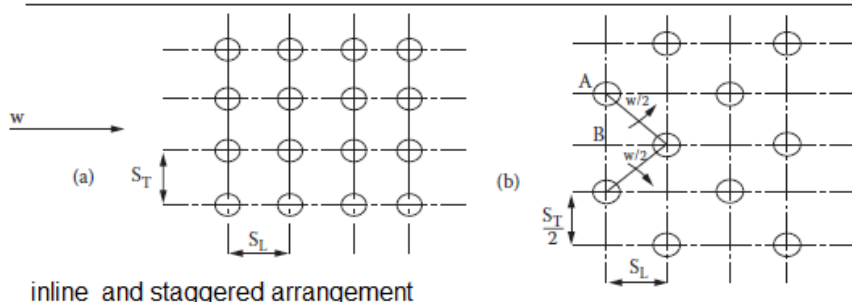 w
(a)
S_T
S_L
A
w/2
B
w/2
(b)
S_T
2
S_L
inline and staggered arrangement